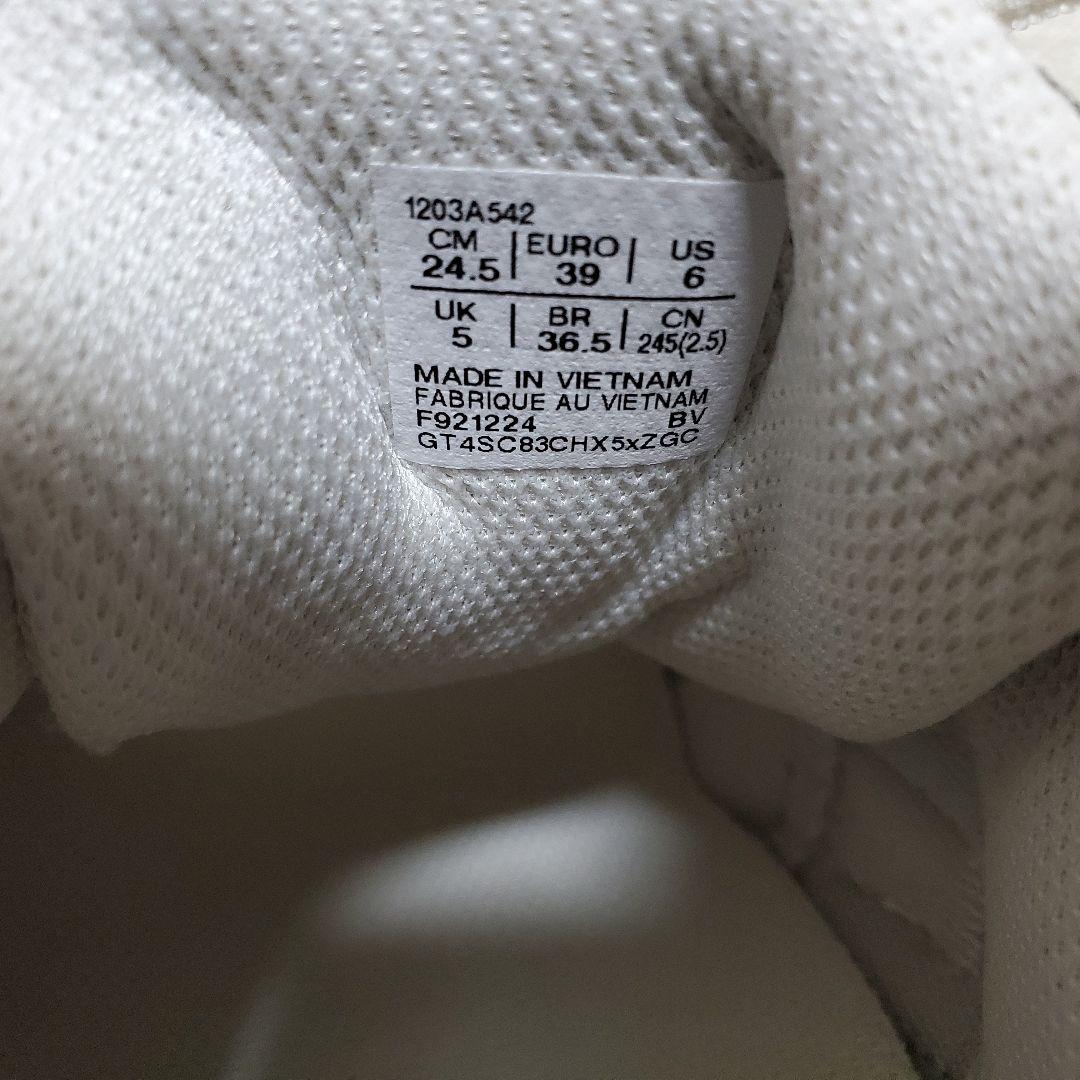 1203A542
CM | EURO | US
24.5 | 39 | 6
UK | BR | CN
5 | 36.5 | 245(2.5)
MADE IN VIETNAM
FABRIQUE AU VIETNAM
F921224 BV
GT4SC83CHX5xZGC